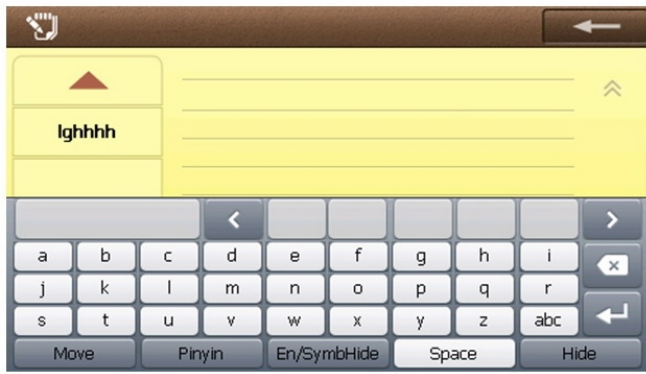 lghhhh
a b c d e f g h i
j k l m n o p q r
s t u v w x y z abc
Move Pinyin En/SymbHide Space Hide